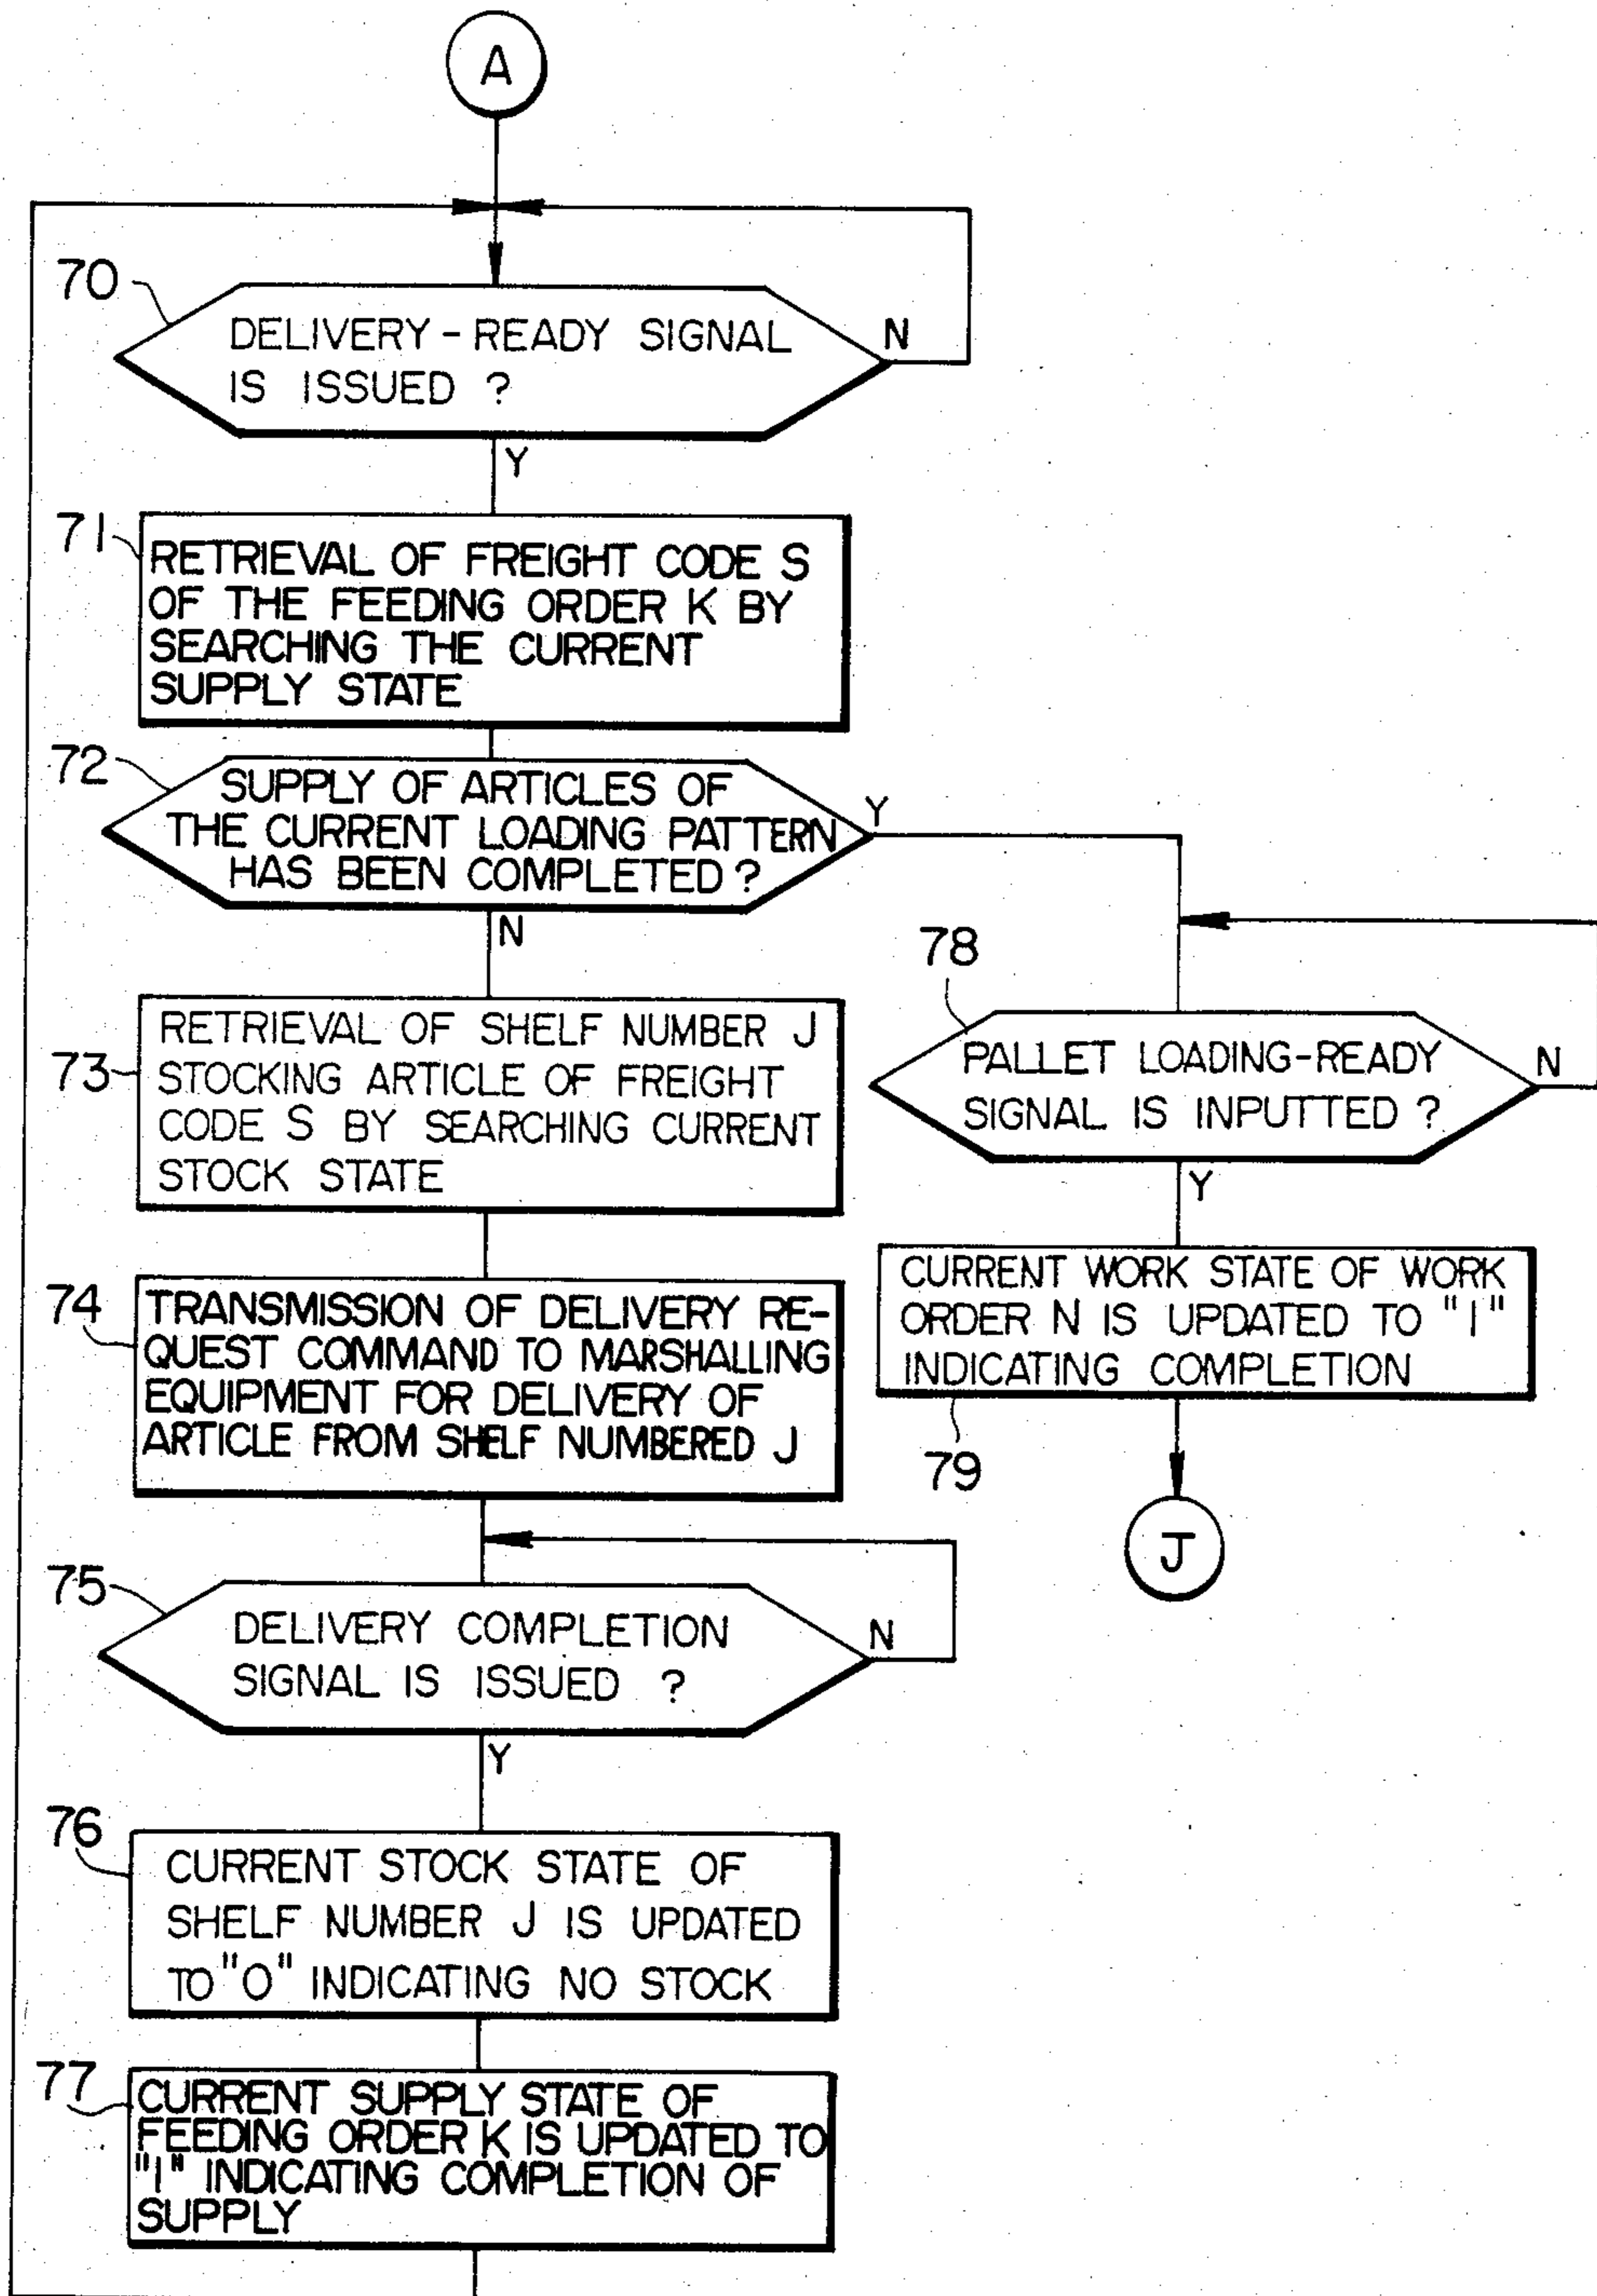 A
70
DELIVERY-READY SIGNAL
IS ISSUED ?
N
Y
71
RETRIEVAL OF FREIGHT CODE S
OF THE FEEDING ORDER K BY
SEARCHING THE CURRENT
SUPPLY STATE
72
SUPPLY OF ARTICLES OF
THE CURRENT LOADING PATTERN
HAS BEEN COMPLETED ?
Y
N
73
RETRIEVAL OF SHELF NUMBER J
STOCKING ARTICLE OF FREIGHT
CODE S BY SEARCHING CURRENT
STOCK STATE
74
TRANSMISSION OF DELIVERY RE-
QUEST COMMAND TO MARSHALLING
EQUIPMENT FOR DELIVERY OF
ARTICLE FROM SHELF NUMBERED J
75
DELIVERY COMPLETION
SIGNAL IS ISSUED ?
N
Y
76
CURRENT STOCK STATE OF
SHELF NUMBER J IS UPDATED
TO "0" INDICATING NO STOCK
77
CURRENT SUPPLY STATE OF
FEEDING ORDER K IS UPDATED TO
"1" INDICATING COMPLETION OF
SUPPLY
78
PALLET LOADING-READY
SIGNAL IS INPUTTED ?
N
Y
CURRENT WORK STATE OF WORK
ORDER N IS UPDATED TO "1"
INDICATING COMPLETION
79
J